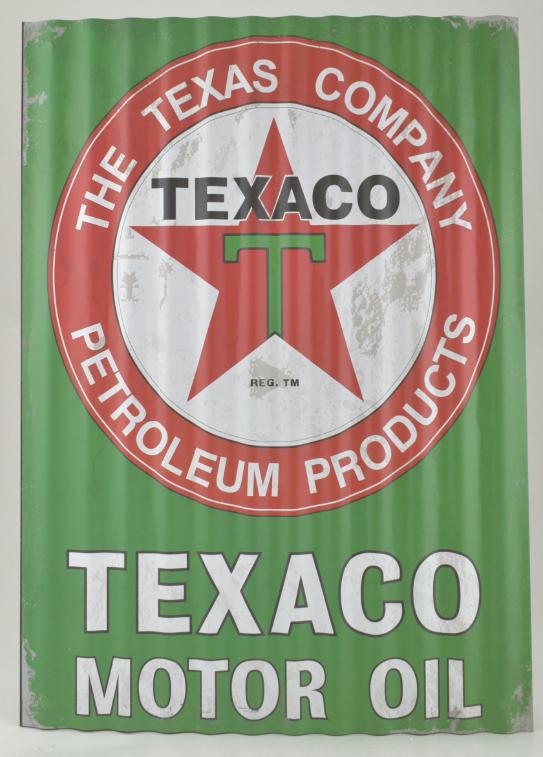 THE TEXAS COMPANY
TEXACO
T
REG. TM
PETROLEUM PRODUCTS
TEXACO
MOTOR OIL